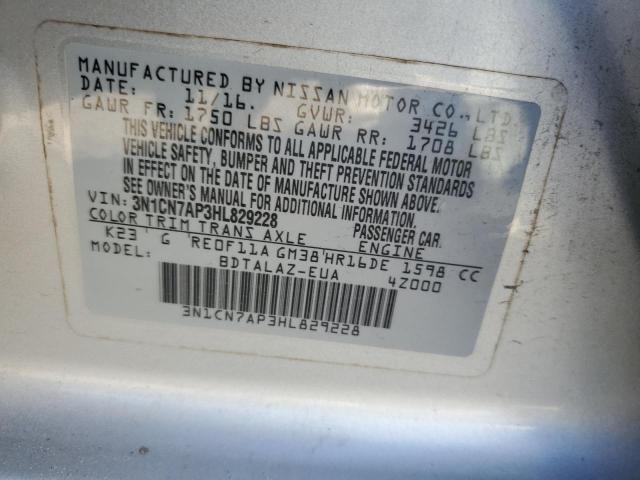 MANUFACTURED BY NISSAN MOTOR CO., LTD.
DATE: 11/16. GVWR: 3426 LBS
GAWR FR: 1750 LBS GAWR RR: 1708 LBS
THIS VEHICLE CONFORMS TO ALL APPLICABLE FEDERAL MOTOR
VEHICLE SAFETY, BUMPER AND THEFT PREVENTION STANDARDS
IN EFFECT ON THE DATE OF MANUFACTURE SHOWN ABOVE.
SEE OWNER'S MANUAL FOR ADDITIONAL INFORMATION.
VIN: 3N1CN7AP3HL829228 PASSENGER CAR.
COLOR TRIM TRANS AXLE ENGINE
K23 ' G 'RE0F11A GM38'HR16DE 1598 CC
MODEL: BDTALAZ-EUA 4Z000
3N1CN7AP3HL829228